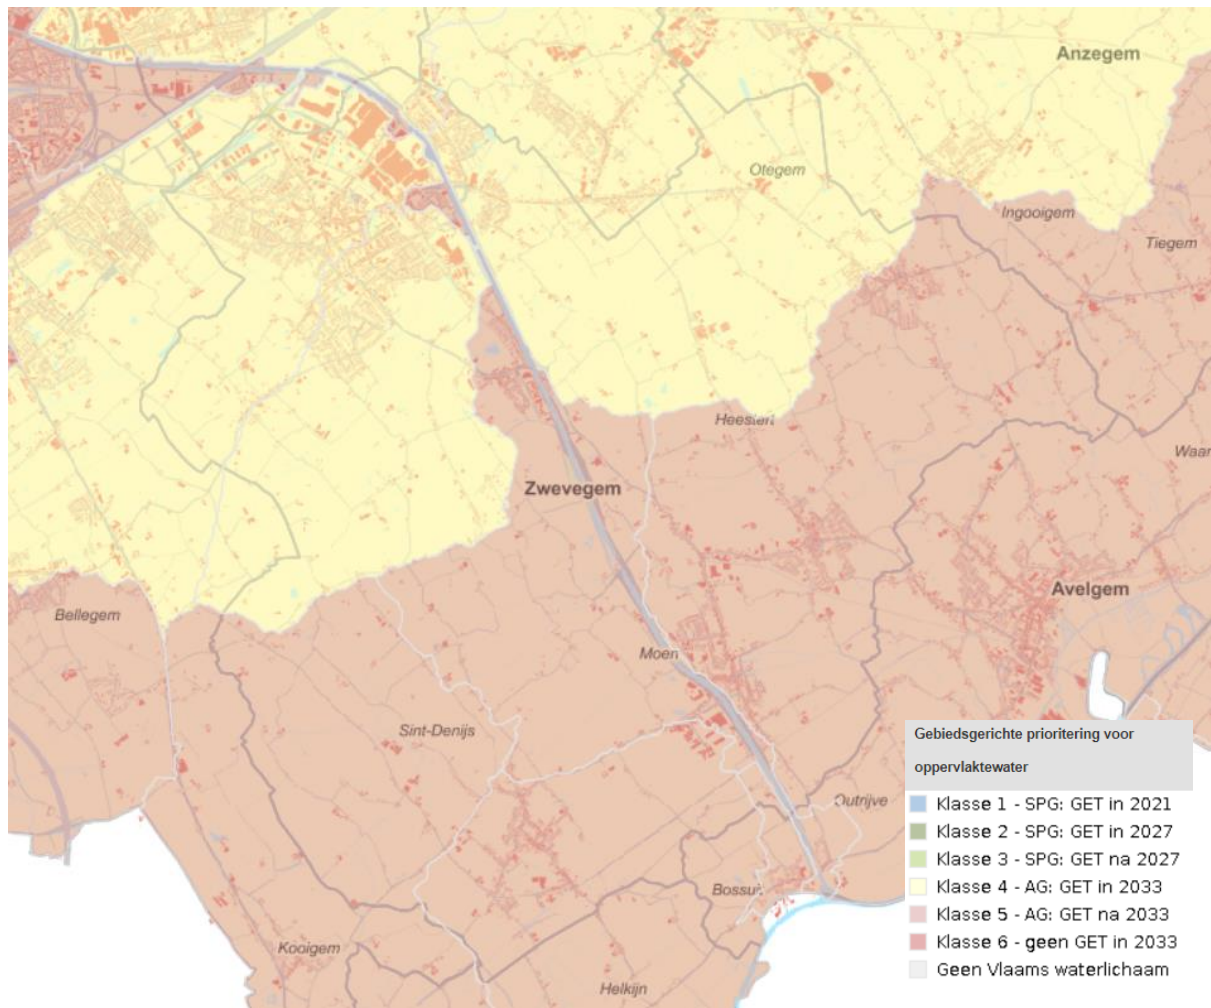 Anzegem
Otegem
Ingooigem
Tiegem
Heestert
Waar
Zwevegem
Avelgem
Bellegem
Moen
Sint-Denijs
Outrijve
Bossuit
Kooigem
Helkijn
Gebiedsgerichte prioritering voor
oppervlaktewater
Klasse 1 - SPG: GET in 2021
Klasse 2 - SPG: GET in 2027
Klasse 3 - SPG: GET na 2027
Klasse 4 - AG: GET in 2033
Klasse 5 - AG: GET na 2033
Klasse 6 - geen GET in 2033
Geen Vlaams waterlichaam